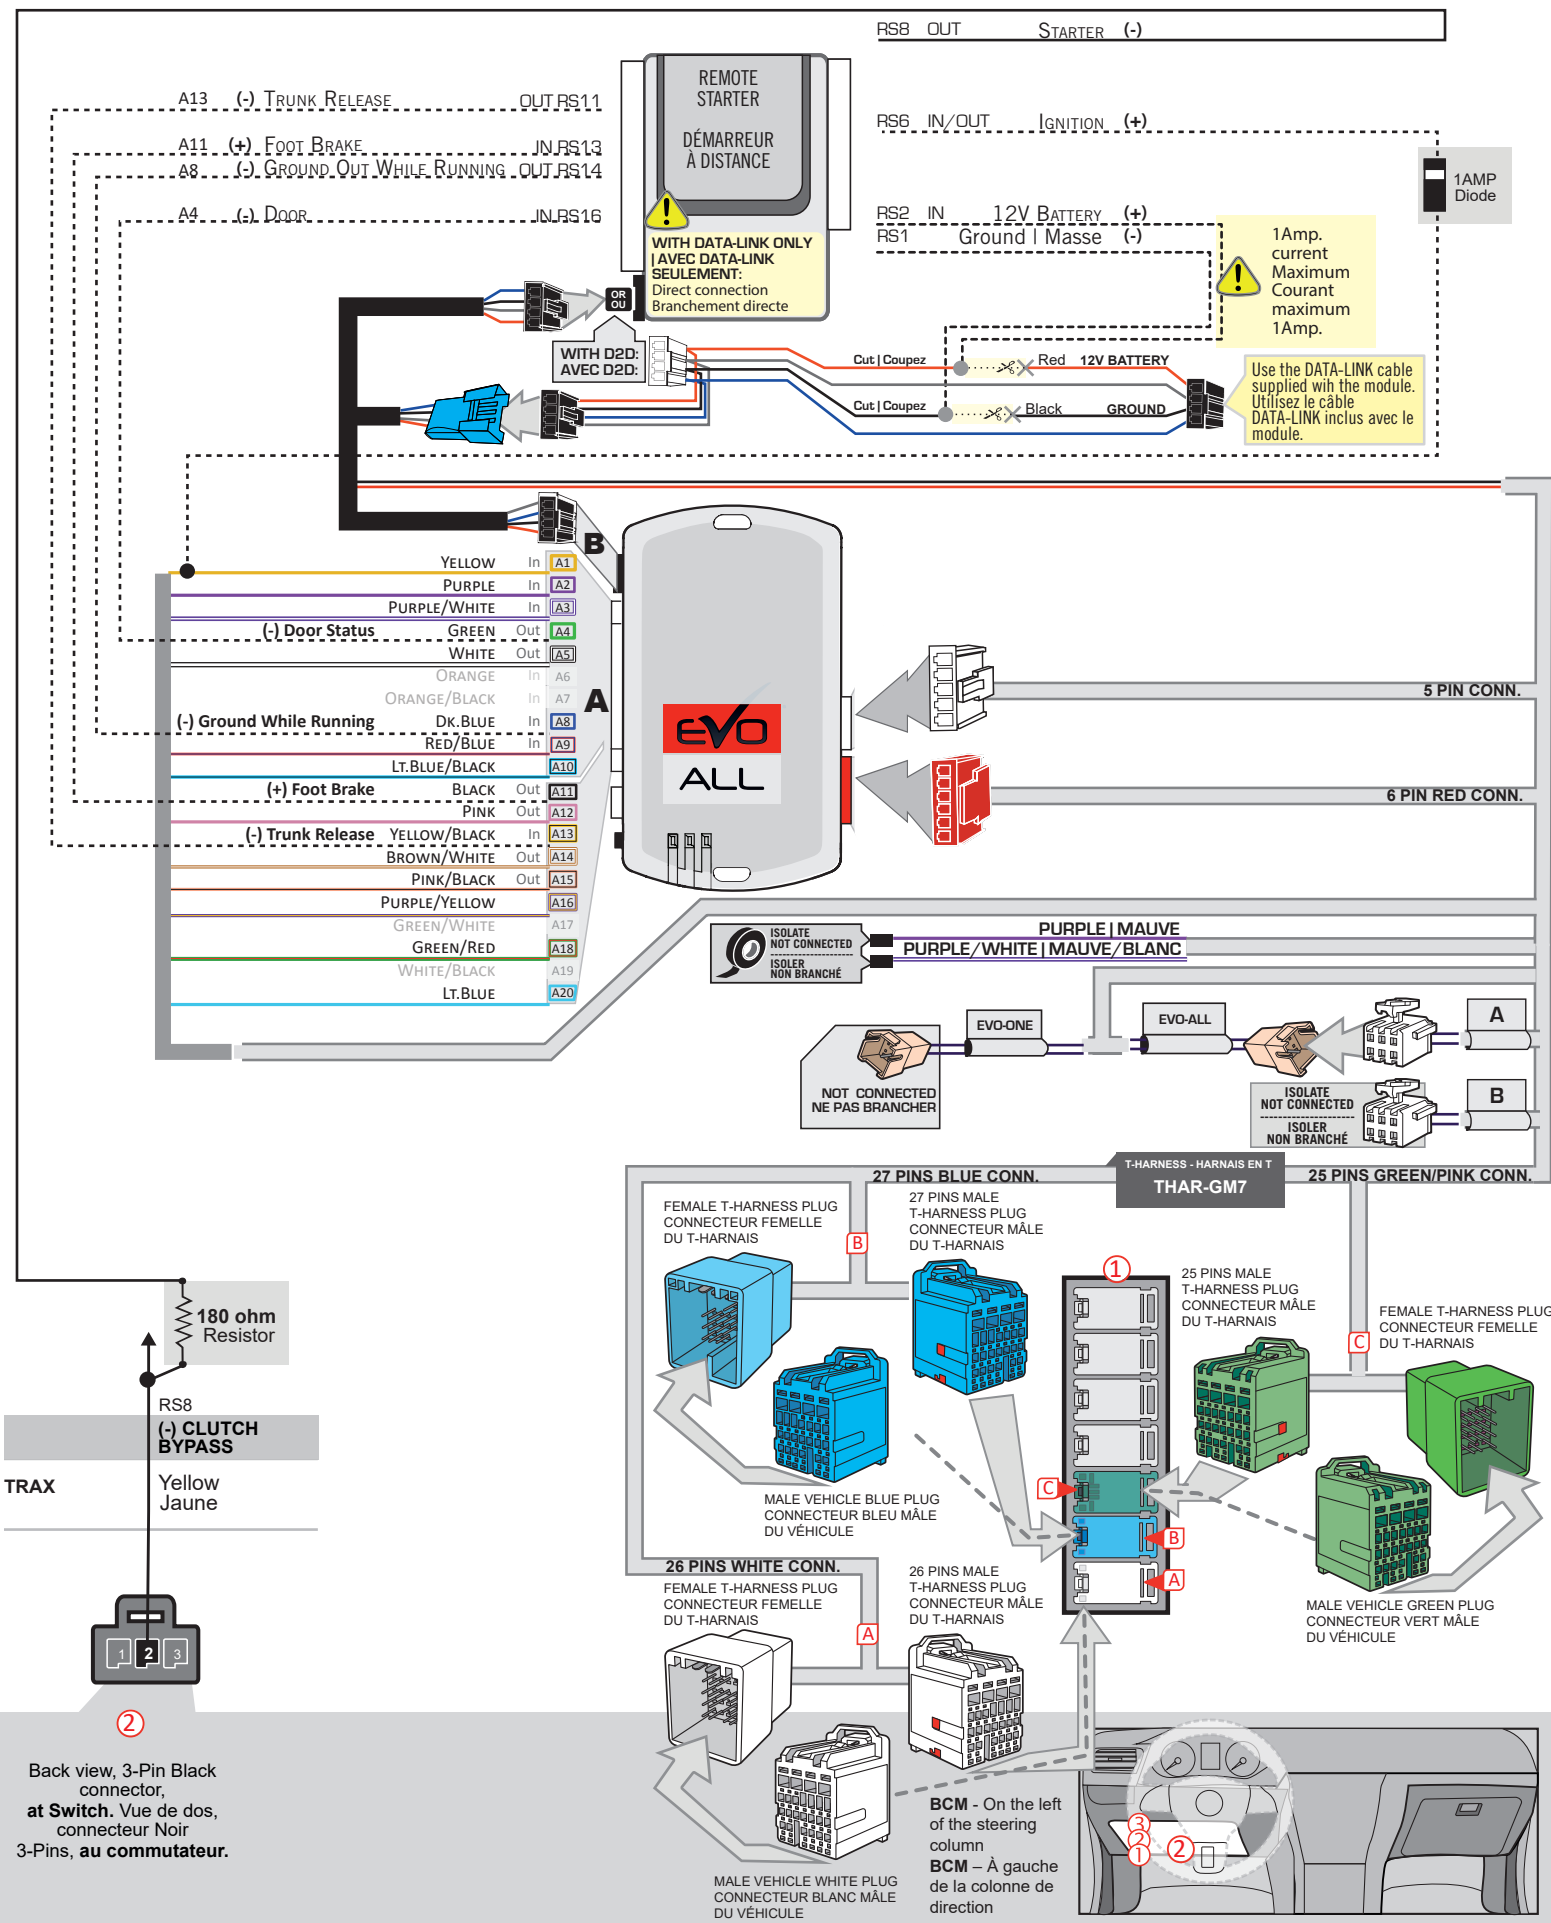 RS8 OUT STARTER (-)
REMOTE
STARTER
DÉMARREUR
À DISTANCE
A13 (-) TRUNK RELEASE OUT RS11
A11 (+) FOOT BRAKE IN RS13
A8 (-) GROUND OUT WHILE RUNNING OUT RS14
A4 (-) DOOR IN RS16
RS6 IN/OUT IGNITION (+)
1AMP
Diode
RS2 IN 12V BATTERY (+)
RS1 Ground | Masse (-)
1Amp.
current
Maximum
Courant
maximum
1Amp.
WITH DATA-LINK ONLY
| AVEC DATA-LINK
SEULEMENT:
Direct connection
Branchement directe
OR
OU
WITH D2D:
AVEC D2D:
Cut | Coupez Red 12V BATTERY
Cut | Coupez Black GROUND
Use the DATA-LINK cable
supplied wih the module.
Utilisez le câble
DATA-LINK inclus avec le
module.
B
YELLOW In A1
PURPLE In A2
PURPLE/WHITE In A3
(-) Door Status GREEN Out A4
WHITE Out A5
ORANGE In A6
ORANGE/BLACK In A7
A
(-) Ground While Running DK.BLUE In A8
RED/BLUE In A9
LT.BLUE/BLACK A10
(+) Foot Brake BLACK Out A11
PINK Out A12
(-) Trunk Release YELLOW/BLACK In A13
BROWN/WHITE Out A14
PINK/BLACK Out A15
PURPLE/YELLOW A16
GREEN/WHITE A17
GREEN/RED A18
WHITE/BLACK A19
LT.BLUE A20
EVO
ALL
5 PIN CONN.
6 PIN RED CONN.
ISOLATE
NOT CONNECTED
ISOLER
NON BRANCHÉ
PURPLE | MAUVE
PURPLE/WHITE | MAUVE/BLANC
EVO-ONE
EVO-ALL
A
NOT CONNECTED
NE PAS BRANCHER
ISOLATE
NOT CONNECTED
ISOLER
NON BRANCHÉ
B
27 PINS BLUE CONN.
T-HARNESS - HARNAIS EN T
THAR-GM7
25 PINS GREEN/PINK CONN.
FEMALE T-HARNESS PLUG
CONNECTEUR FEMELLE
DU T-HARNAIS
B
27 PINS MALE
T-HARNESS PLUG
CONNECTEUR MÂLE
DU T-HARNAIS
1
25 PINS MALE
T-HARNESS PLUG
CONNECTEUR MÂLE
DU T-HARNAIS
C
FEMALE T-HARNESS PLUG
CONNECTEUR FEMELLE
DU T-HARNAIS
180 ohm
Resistor
RS8
(-) CLUTCH
BYPASS
TRAX
Yellow
Jaune
C
B
A
MALE VEHICLE BLUE PLUG
CONNECTEUR BLEU MÂLE
DU VÉHICULE
26 PINS WHITE CONN.
FEMALE T-HARNESS PLUG
CONNECTEUR FEMELLE
DU T-HARNAIS
A
26 PINS MALE
T-HARNESS PLUG
CONNECTEUR MÂLE
DU T-HARNAIS
MALE VEHICLE GREEN PLUG
CONNECTEUR VERT MÂLE
DU VÉHICULE
1 2 3
2
Back view, 3-Pin Black
connector,
at Switch. Vue de dos,
connecteur Noir
3-Pins, au commutateur.
MALE VEHICLE WHITE PLUG
CONNECTEUR BLANC MÂLE
DU VÉHICULE
BCM - On the left
of the steering
column
BCM – À gauche
de la colonne de
direction
3
2
1
2